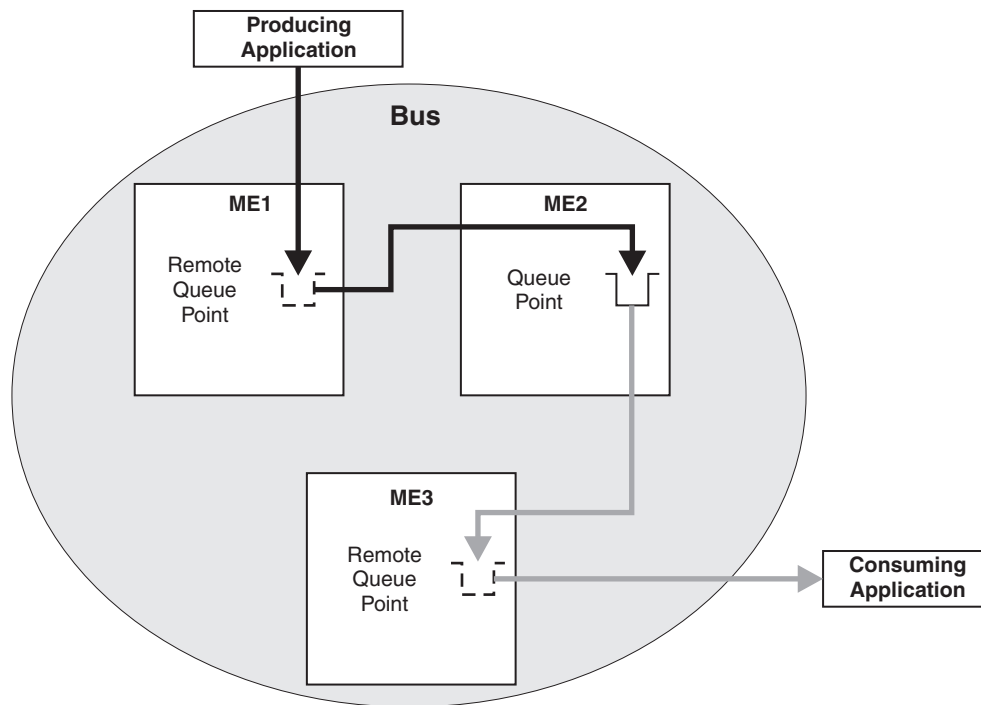 Producing
Application
Bus
ME1
Remote
Queue
Point
ME2
Queue
Point
ME3
Remote
Queue
Point
Consuming
Application